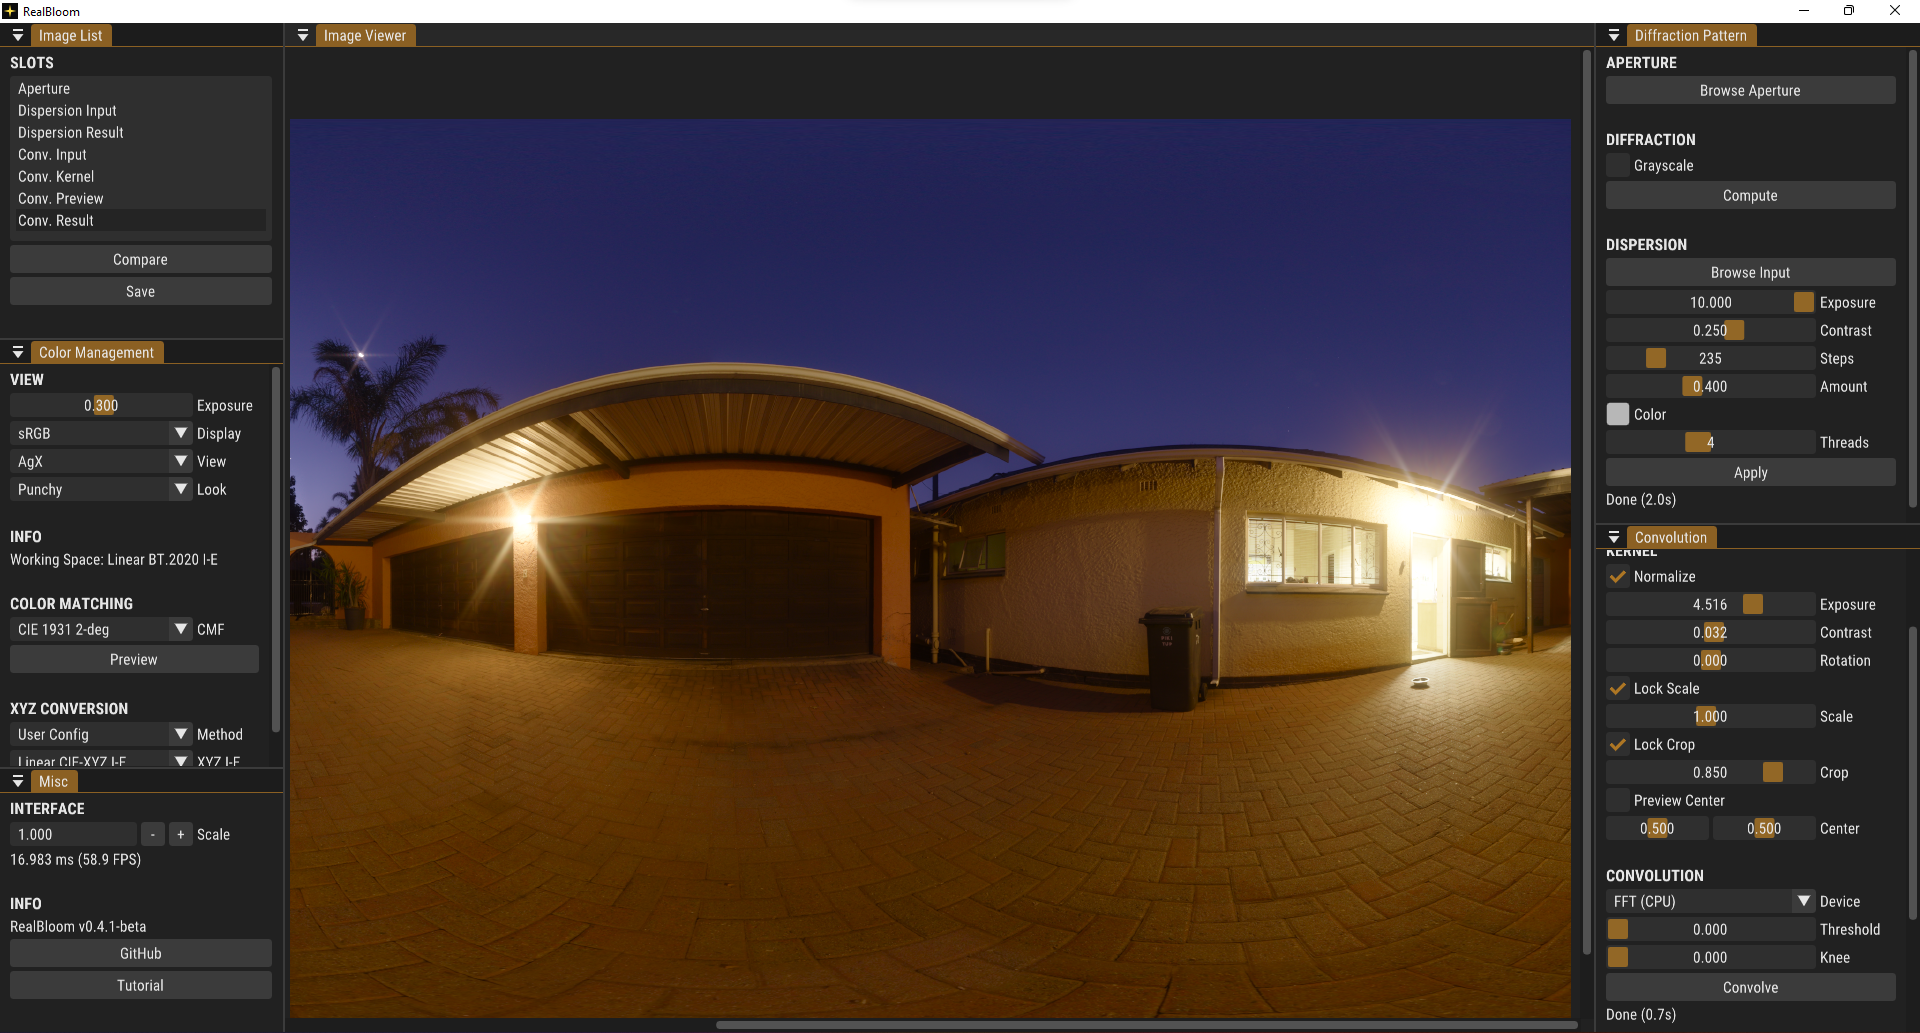 RealBloom
Image List
SLOTS
Aperture
Dispersion Input
Dispersion Result
Conv. Input
Conv. Kernel
Conv. Preview
Conv. Result
Compare
Save
Color Management
VIEW
0.300 Exposure
sRGB Display
AgX View
Punchy Look
INFO
Working Space: Linear BT.2020 I-E
COLOR MATCHING
CIE 1931 2-deg CMF
Preview
XYZ CONVERSION
User Config Method
Linear CIE-XYZ I-E XYZ I-E
Misc
INTERFACE
1.000 - + Scale
16.983 ms (58.9 FPS)
INFO
RealBloom v0.4.1-beta
GitHub
Tutorial
Image Viewer
Diffraction Pattern
APERTURE
Browse Aperture
DIFFRACTION
Grayscale
Compute
DISPERSION
Browse Input
10.000 Exposure
0.250 Contrast
235 Steps
0.400 Amount
Color
4 Threads
Apply
Done (2.0s)
Convolution
KERNEL
Normalize
4.516 Exposure
0.032 Contrast
0.000 Rotation
Lock Scale
1.000 Scale
Lock Crop
0.850 Crop
Preview Center
0.500 0.500 Center
CONVOLUTION
FFT (CPU) Device
0.000 Threshold
0.000 Knee
Convolve
Done (0.7s)